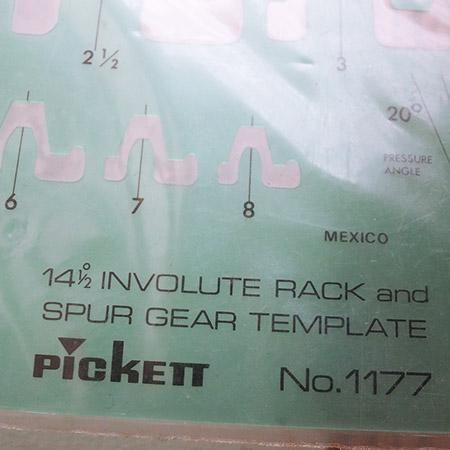 2 ½
3
20°
PRESSURE
ANGLE
6
7
8
MEXICO
14½° INVOLUTE RACK and
SPUR GEAR TEMPLATE
PICKETT No.1177